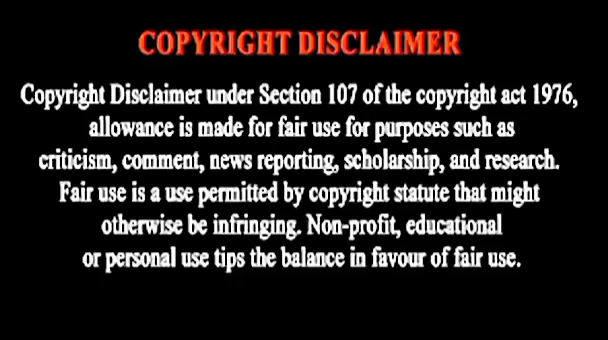 COPYRIGHT DISCLAIMER
Copyright Disclaimer under Section 107 of the copyright act 1976,
allowance is made for fair use for purposes such as
criticism, comment, news reporting, scholarship, and research.
Fair use is a use permitted by copyright statute that might
otherwise be infringing. Non-profit, educational
or personal use tips the balance in favour of fair use.